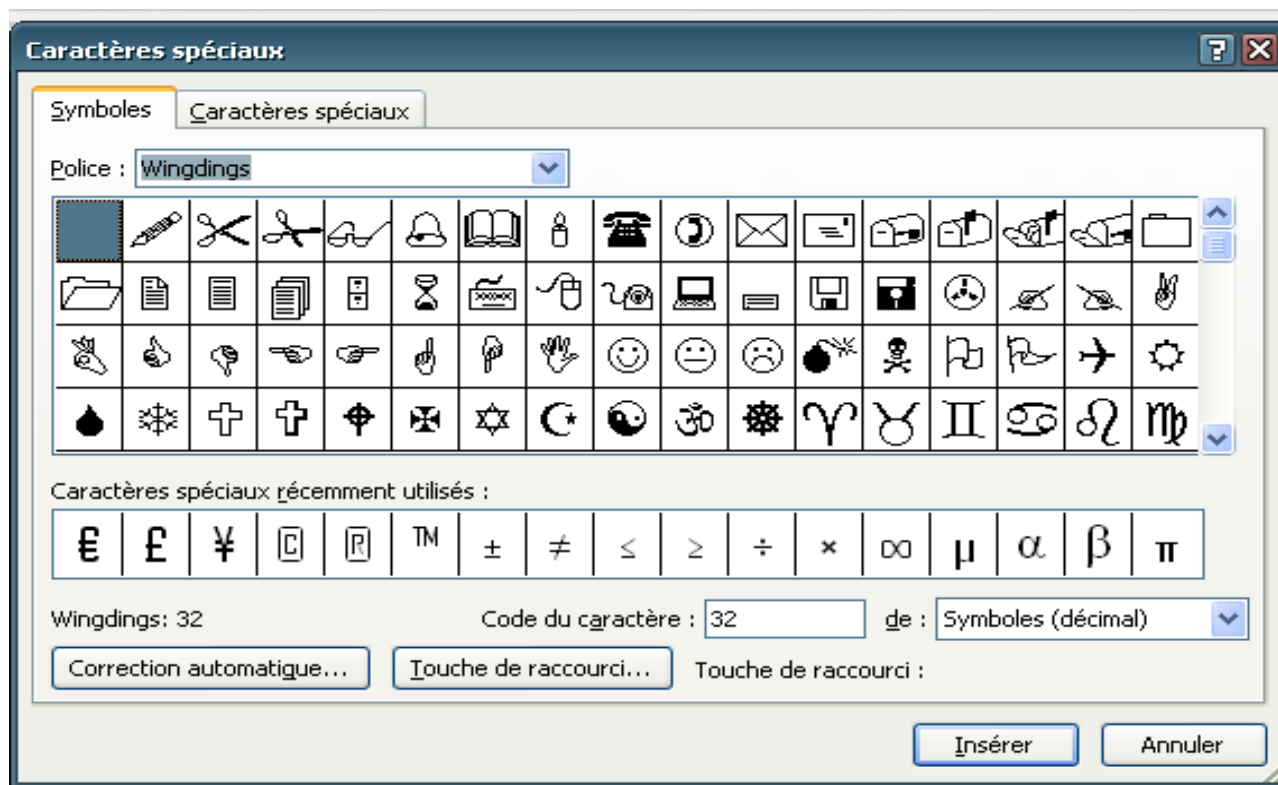 Caractères spéciaux
Symboles Caractères spéciaux
Police : Wingdings
Caractères spéciaux récemment utilisés :
€ £ ¥ © ® ™ ± ≠ ≤ ≥ ÷ × ∞ µ α β π
Wingdings: 32 Code du caractère : 32 de : Symboles (décimal)
Correction automatique... Touche de raccourci... Touche de raccourci :
Insérer Annuler